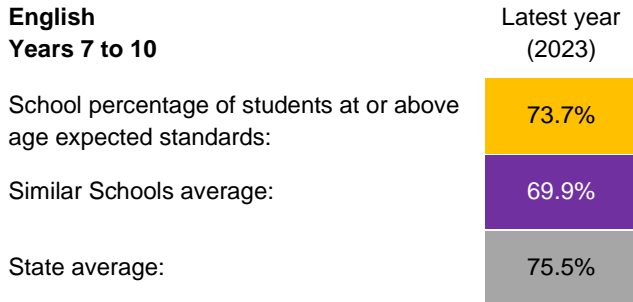 English
Latest year
Years 7 to 10
(2023)
School percentage of students at or above
age expected standards:
73.7%
Similar Schools average:
69.9%
State average:
75.5%